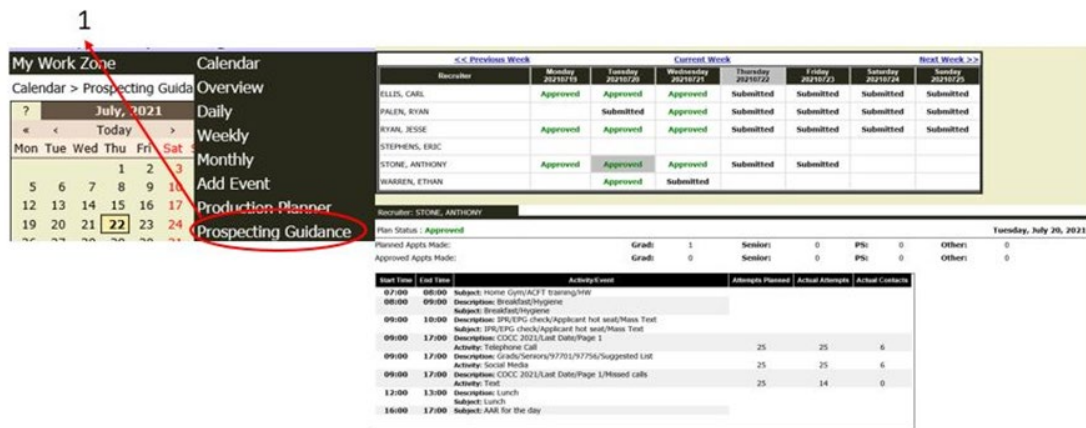 1
My Work Zone
Calendar > Prospecting Guida
? July, 2021
« ‹ Today ›
Mon Tue Wed Thu Fri Sat S
1 2 3
5 6 7 8 9 10
12 13 14 15 16 17
19 20 21 22 23 24
Calendar
Overview
Daily
Weekly
Monthly
Add Event
Production Planner
Prospecting Guidance
<< Previous Week Current Week Next Week >>
Recruiter Monday 20210719 Tuesday 20210720 Wednesday 20210721 Thursday 20210722 Friday 20210723 Saturday 20210724 Sunday 20210725
ELLIS, CARL Approved Approved Approved Submitted Submitted Submitted Submitted
PALEN, RYAN Submitted Submitted Submitted Submitted Submitted Submitted
RYAN, JESSE Approved Approved Approved Submitted Submitted Submitted Submitted
STEPHENS, ERIC
STONE, ANTHONY Approved Approved Approved Submitted Submitted
WARREN, ETHAN Approved Submitted
Recruiter: STONE, ANTHONY
Plan Status : Approved Tuesday, July 20, 2021
Planned Appts Made: Grad: 1 Senior: 0 PS: 0 Other: 0
Approved Appts Made: Grad: 0 Senior: 0 PS: 0 Other: 0
Start Time End Time Activity/Event Attempts Planned Actual Attempts Actual Contacts
07:00 08:00 Subject: Home Gym/ACFT training/HW
08:00 09:00 Description: Breakfast/Hygiene
Subject: Breakfast/Hygiene
09:00 10:00 Description: IPR/EPG check/Applicant hot seat/Mass Text
Subject: IPR/EPG check/Applicant hot seat/Mass Text
09:00 17:00 Description: COCC 2021/Last Date/Page 1
Activity: Telephone Call 25 25 6
09:00 17:00 Description: Grads/Seniors/97701/97756/Suggested List
Activity: Social Media 25 25 6
09:00 17:00 Description: COCC 2021/Last Date/Page 1/Missed calls
Activity: Text 25 14 0
12:00 13:00 Description: Lunch
Subject: Lunch
16:00 17:00 Subject: AAR for the day